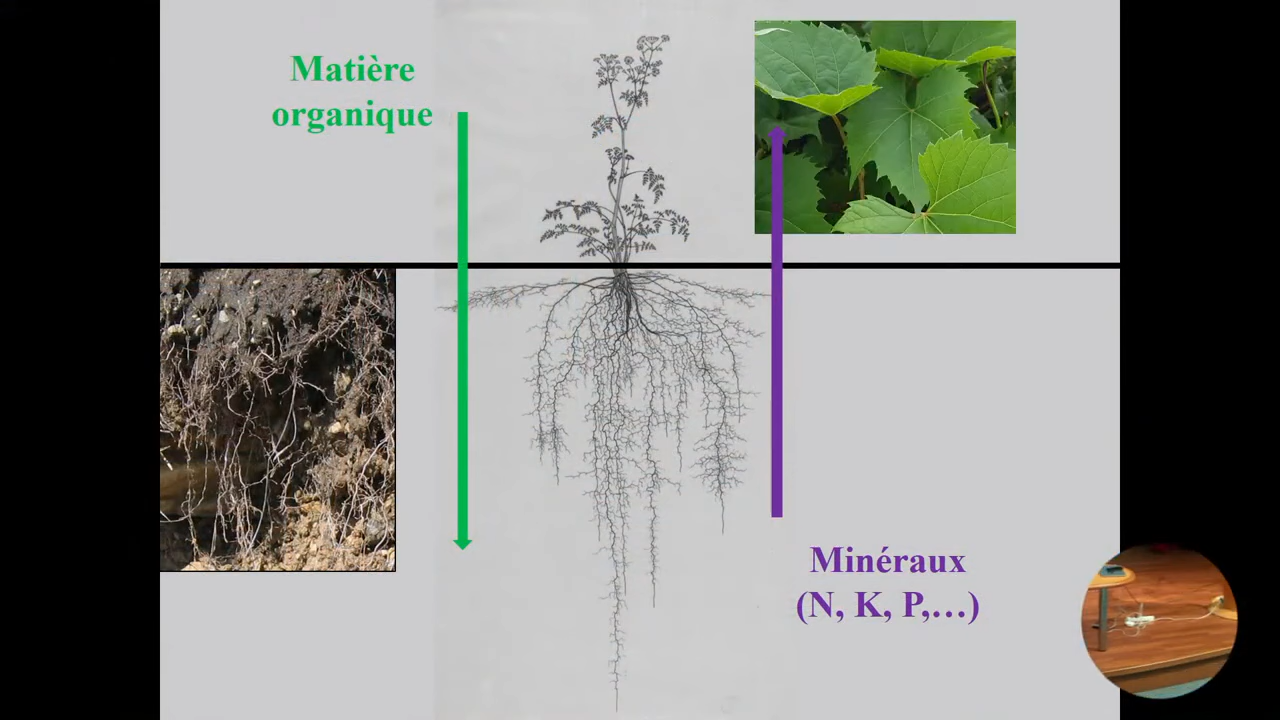 Matière
organique
Minéraux
(N, K, P,…)